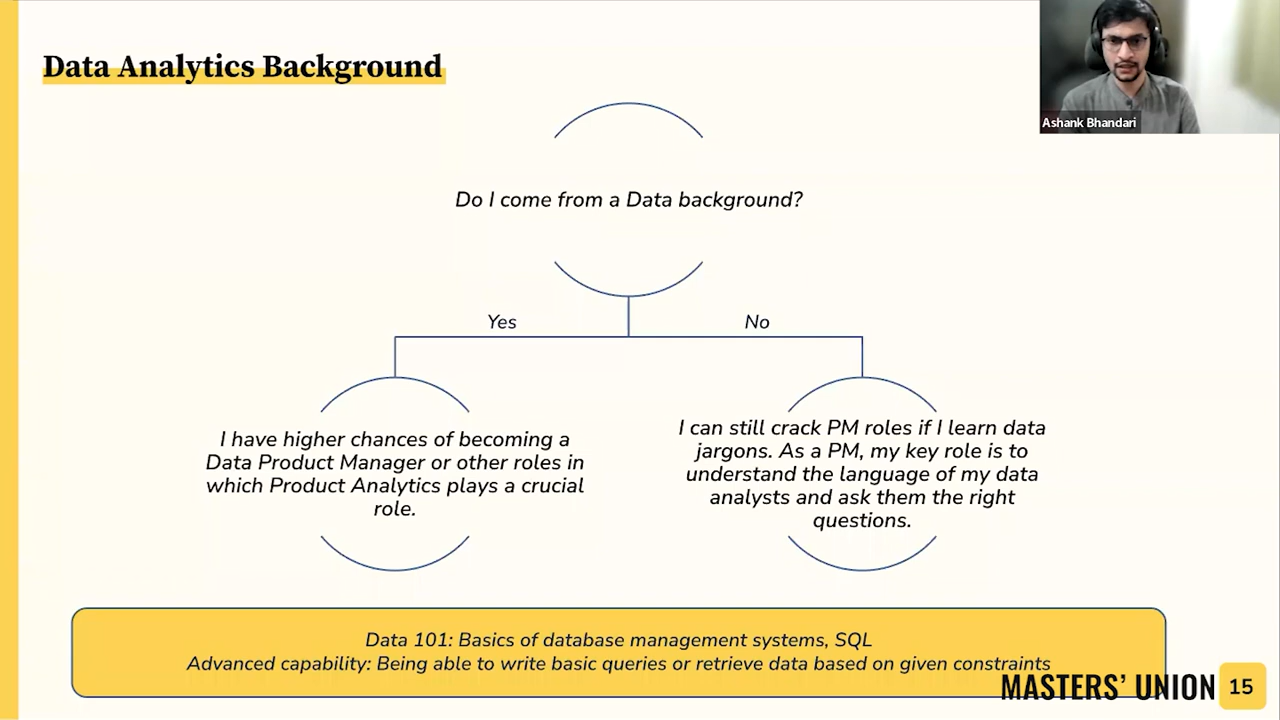 Data Analytics Background
Ashank Bhandari
Do I come from a Data background?
Yes
No
I have higher chances of becoming a
Data Product Manager or other roles in
which Product Analytics plays a crucial
role.
I can still crack PM roles if I learn data
jargons. As a PM, my key role is to
understand the language of my data
analysts and ask them the right
questions.
Data 101: Basics of database management systems, SQL
Advanced capability: Being able to write basic queries or retrieve data based on given constraints
MASTERS' UNION
15